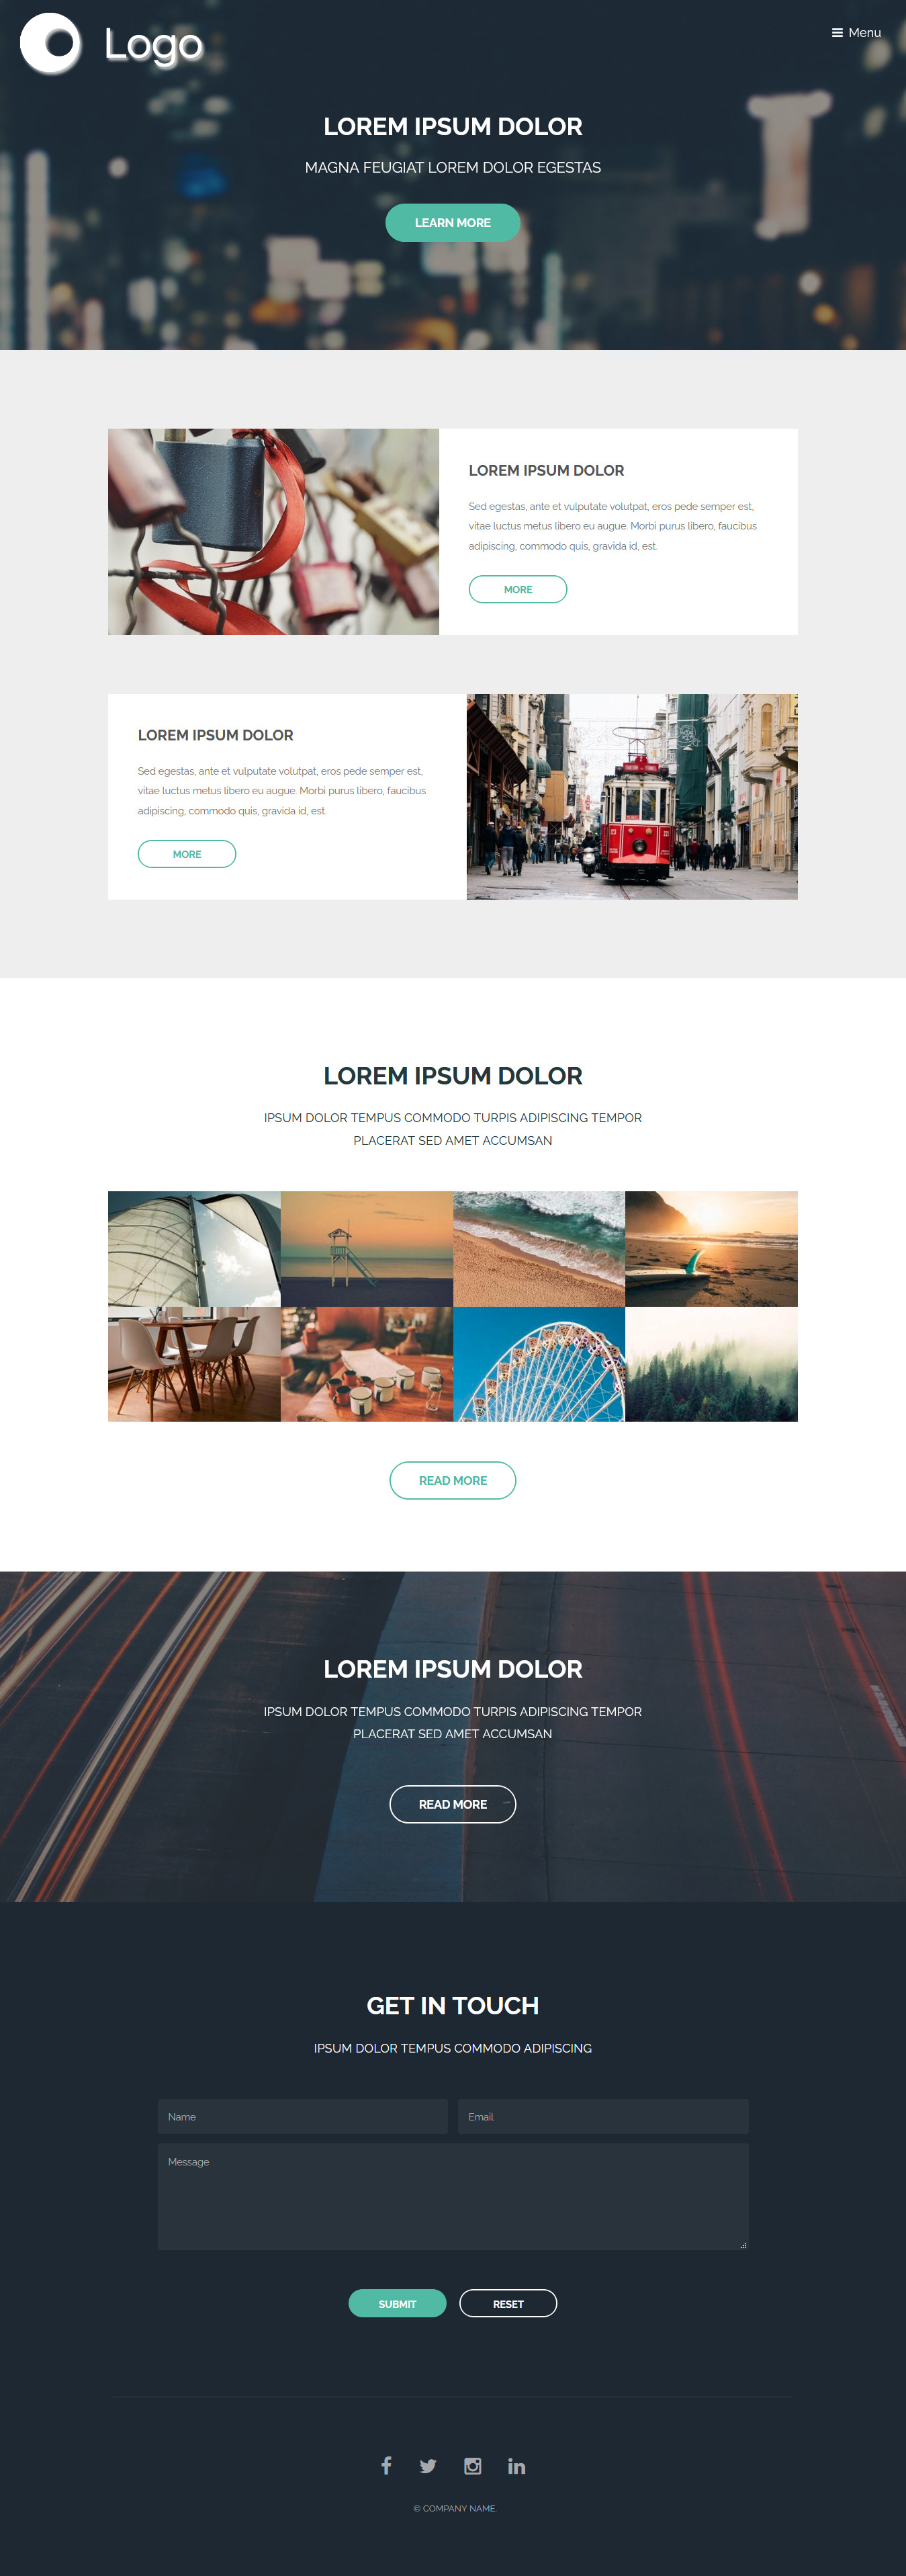 Logo
Menu
LOREM IPSUM DOLOR
MAGNA FEUGIAT LOREM DOLOR EGESTAS
LEARN MORE
LOREM IPSUM DOLOR
Sed egestas, ante et vulputate volutpat, eros pede semper est,
vitae luctus metus libero eu augue. Morbi purus libero, faucibus
adipiscing, commodo quis, gravida id, est.
MORE
LOREM IPSUM DOLOR
Sed egestas, ante et vulputate volutpat, eros pede semper est,
vitae luctus metus libero eu augue. Morbi purus libero, faucibus
adipiscing, commodo quis, gravida id, est.
MORE
LOREM IPSUM DOLOR
IPSUM DOLOR TEMPUS COMMODO TURPIS ADIPISCING TEMPOR
PLACERAT SED AMET ACCUMSAN
READ MORE
LOREM IPSUM DOLOR
IPSUM DOLOR TEMPUS COMMODO TURPIS ADIPISCING TEMPOR
PLACERAT SED AMET ACCUMSAN
READ MORE
GET IN TOUCH
IPSUM DOLOR TEMPUS COMMODO ADIPISCING
Name
Email
Message
SUBMIT
RESET
© COMPANY NAME.